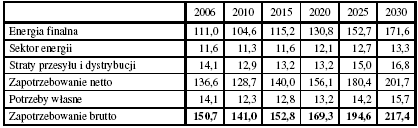 2006 2010 2015 2020 2025 2030
Energia finalna 111,0 104,6 115,2 130,8 152,7 171,6
Sektor energii 11,6 11,3 11,6 12,1 12,7 13,3
Straty przesyłu i dystrybucji 14,1 12,9 13,2 13,2 15,0 16,8
Zapotrzebowanie netto 136,6 128,7 140,0 156,1 180,4 201,7
Potrzeby własne 14,1 12,3 12,8 13,2 14,2 15,7
Zapotrzebowanie brutto 150,7 141,0 152,8 169,3 194,6 217,4